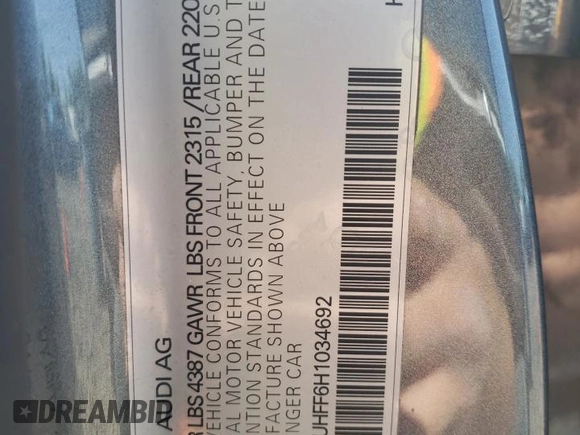 AUDI AG
LBS 4387 GAWR LBS FRONT 2315 /REAR 220
VEHICLE CONFORMS TO ALL APPLICABLE U.S.
AL MOTOR VEHICLE SAFETY, BUMPER AND T
NTION STANDARDS IN EFFECT ON THE DATE
FACTURE SHOWN ABOVE
NGER CAR
UHFF6H1034692
DREAMBI